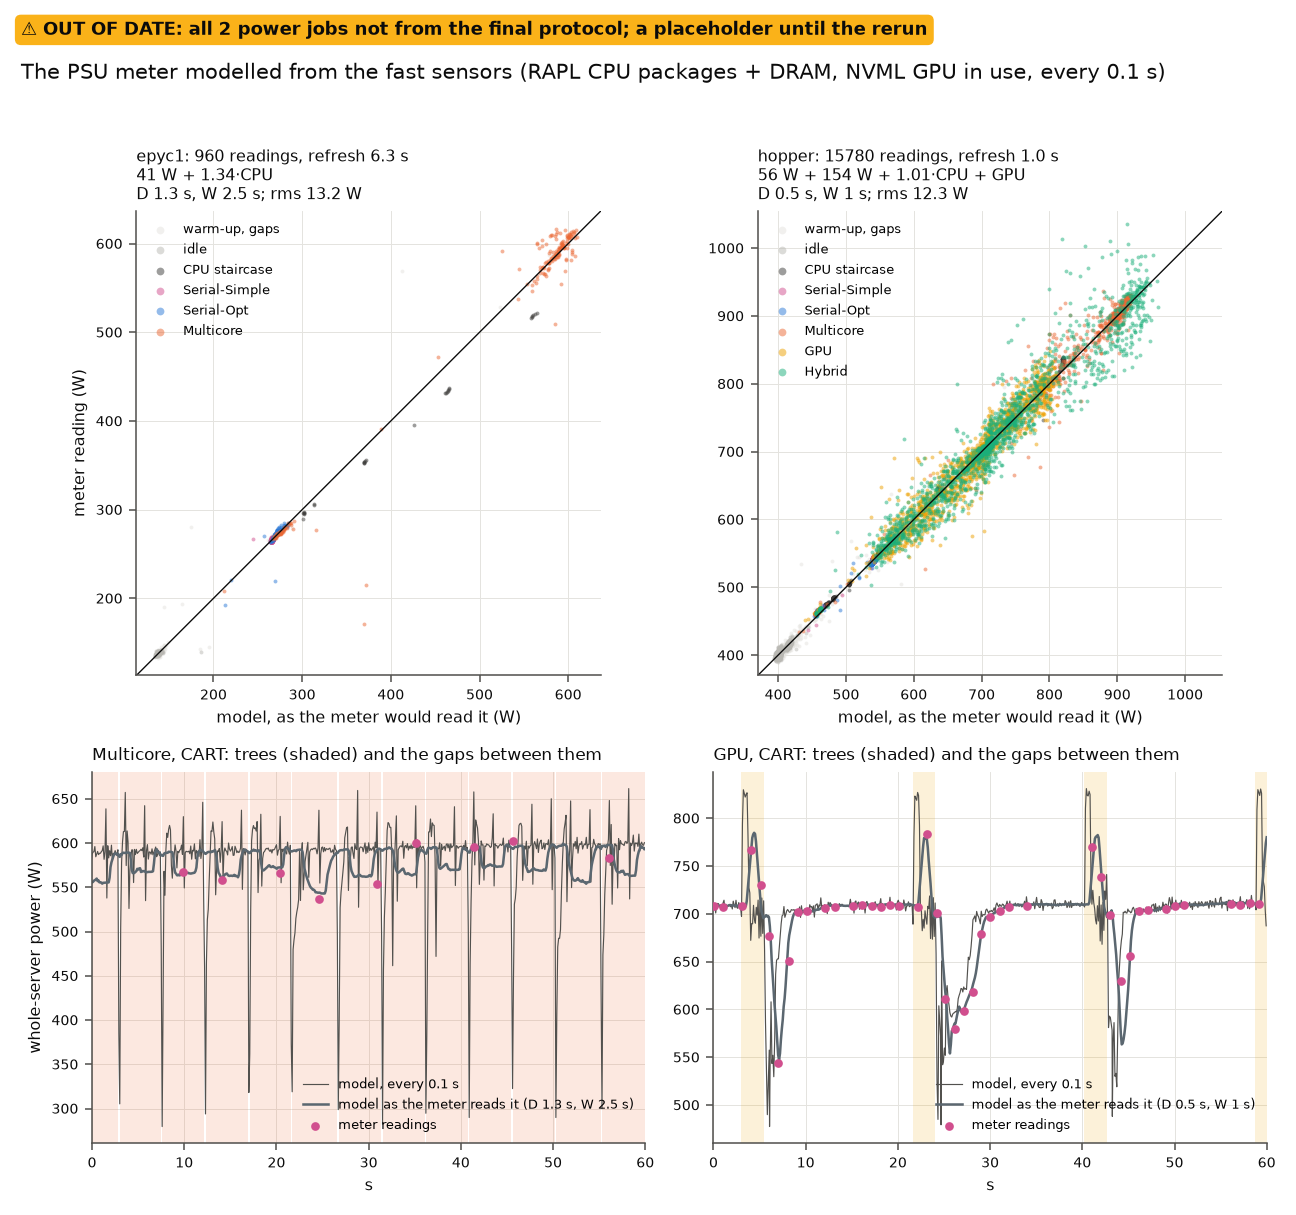 ⚠ OUT OF DATE: all 2 power jobs not from the final protocol; a placeholder until the rerun
The PSU meter modelled from the fast sensors (RAPL CPU packages + DRAM, NVML GPU in use, every 0.1 s)
epyc1: 960 readings, refresh 6.3 s
41 W + 1.34·CPU
D 1.3 s, W 2.5 s; rms 13.2 W
warm-up, gaps
idle
CPU staircase
Serial-Simple
Serial-Opt
Multicore
600
500
400
300
200
meter reading (W)
200 300 400 500 600
model, as the meter would read it (W)
hopper: 15780 readings, refresh 1.0 s
56 W + 154 W + 1.01·CPU + GPU
D 0.5 s, W 1 s; rms 12.3 W
warm-up, gaps
idle
CPU staircase
Serial-Simple
Serial-Opt
Multicore
GPU
Hybrid
1000
900
800
700
600
500
400
400 500 600 700 800 900 1000
model, as the meter would read it (W)
Multicore, CART: trees (shaded) and the gaps between them
650
600
550
500
450
400
350
300
whole-server power (W)
model, every 0.1 s
model as the meter reads it (D 1.3 s, W 2.5 s)
meter readings
0 10 20 30 40 50 60
s
GPU, CART: trees (shaded) and the gaps between them
800
750
700
650
600
550
500
model, every 0.1 s
model as the meter reads it (D 0.5 s, W 1 s)
meter readings
0 10 20 30 40 50 60
s